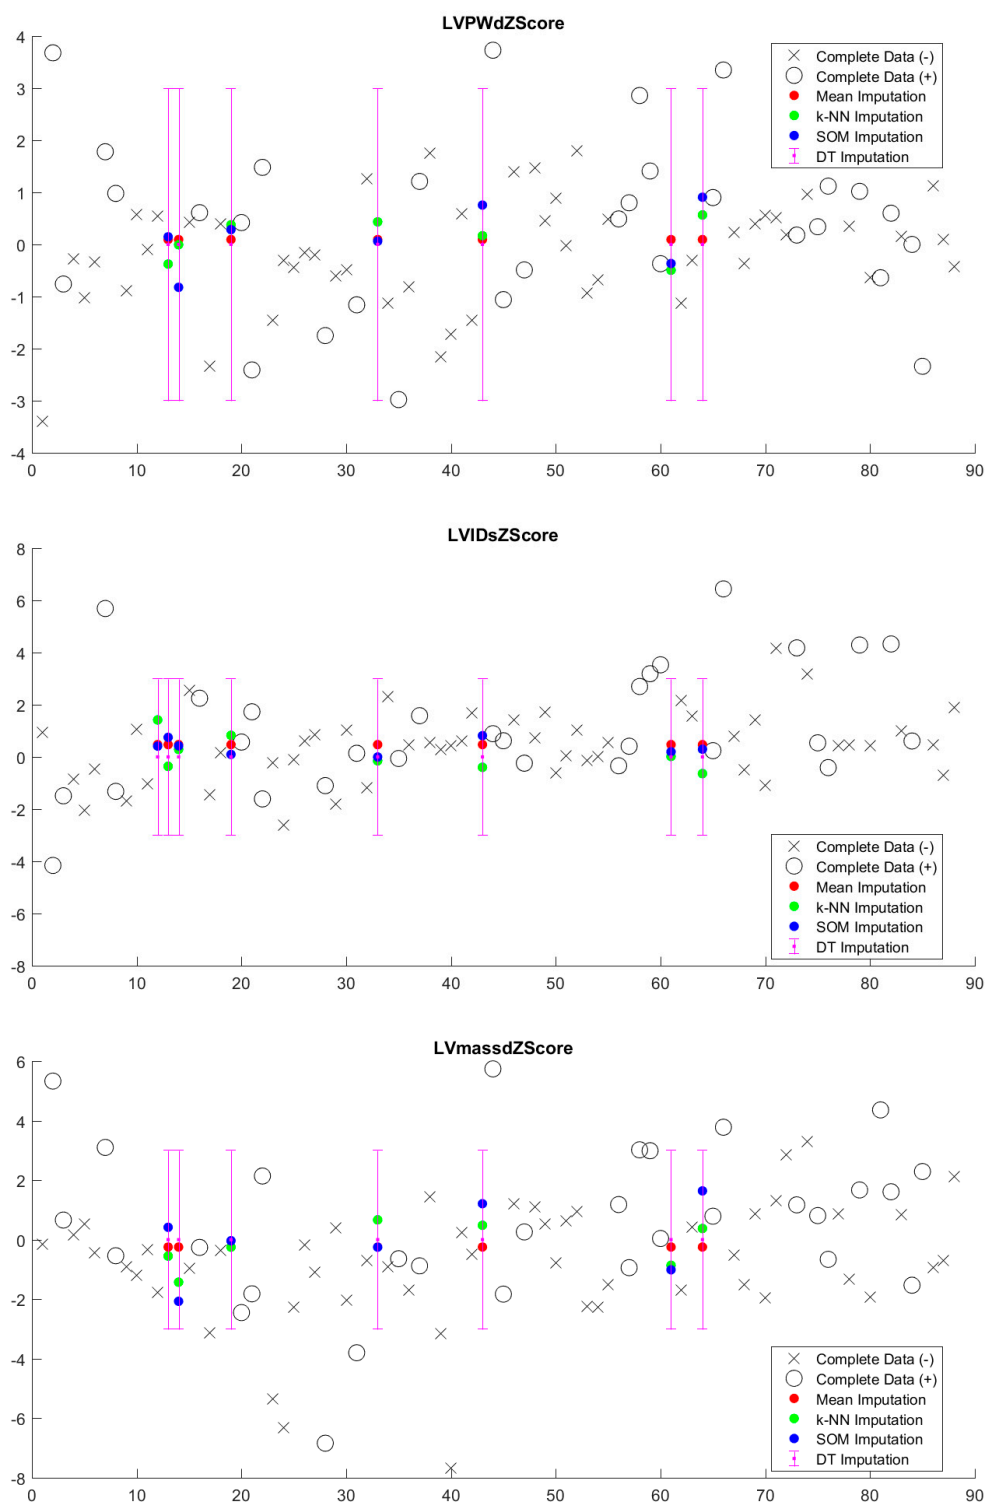 LVPWdZScore
4
3
2
1
0
-1
-2
-3
-4
Complete Data (-)
Complete Data (+)
Mean Imputation
k-NN Imputation
SOM Imputation
DT Imputation
0 10 20 30 40 50 60 70 80 90
LVIDsZScore
8
6
4
2
0
-2
-4
-6
-8
Complete Data (-)
Complete Data (+)
Mean Imputation
k-NN Imputation
SOM Imputation
DT Imputation
0 10 20 30 40 50 60 70 80 90
LVmassdZScore
6
4
2
0
-2
-4
-6
-8
Complete Data (-)
Complete Data (+)
Mean Imputation
k-NN Imputation
SOM Imputation
DT Imputation
0 10 20 30 40 50 60 70 80 90